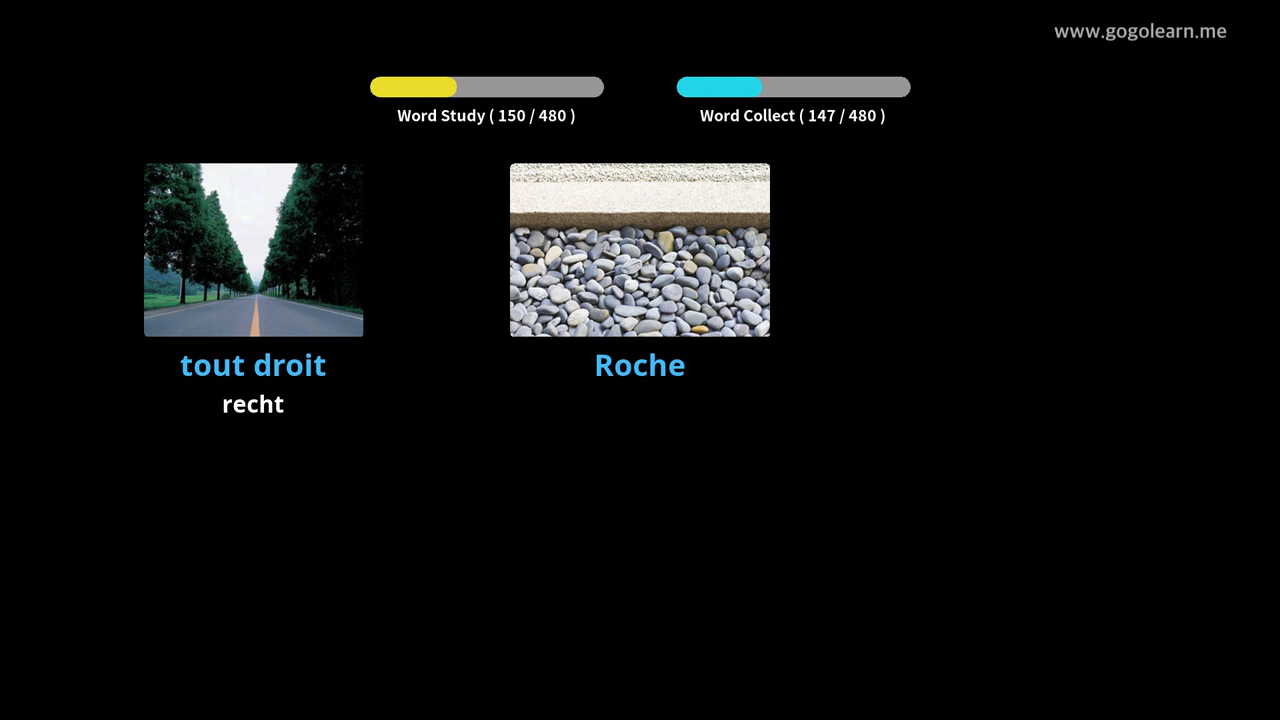 www.gogolearn.me
Word Study ( 150 / 480 )
Word Collect ( 147 / 480 )
tout droit
recht
Roche